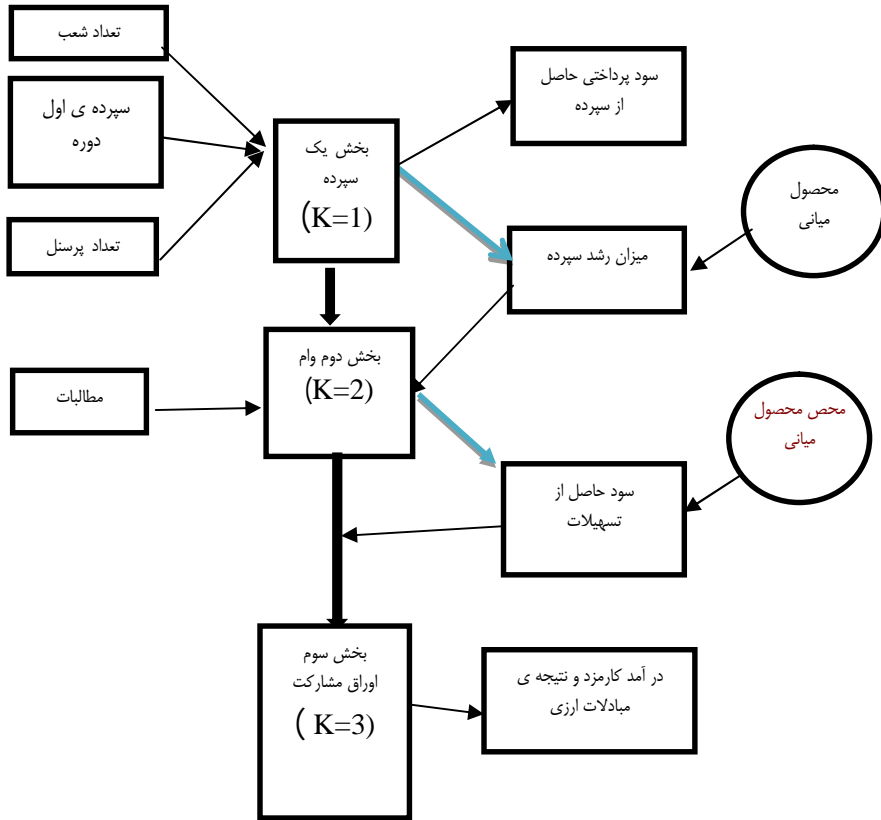 تعداد شعب
سپرده ی اول
دوره
تعداد پرسنل
بخش یک
سپرده
(K=1)
سود پرداختی حاصل
از سپرده
محصول
میانی
میزان رشد سپرده
بخش دوم وام
(K=2)
مطالبات
محص محصول
میانی
سود حاصل از
تسهیلات
بخش سوم
اوراق مشارکت
( K=3)
در آمد کارمزد و نتیجه ی
مبادلات ارزی